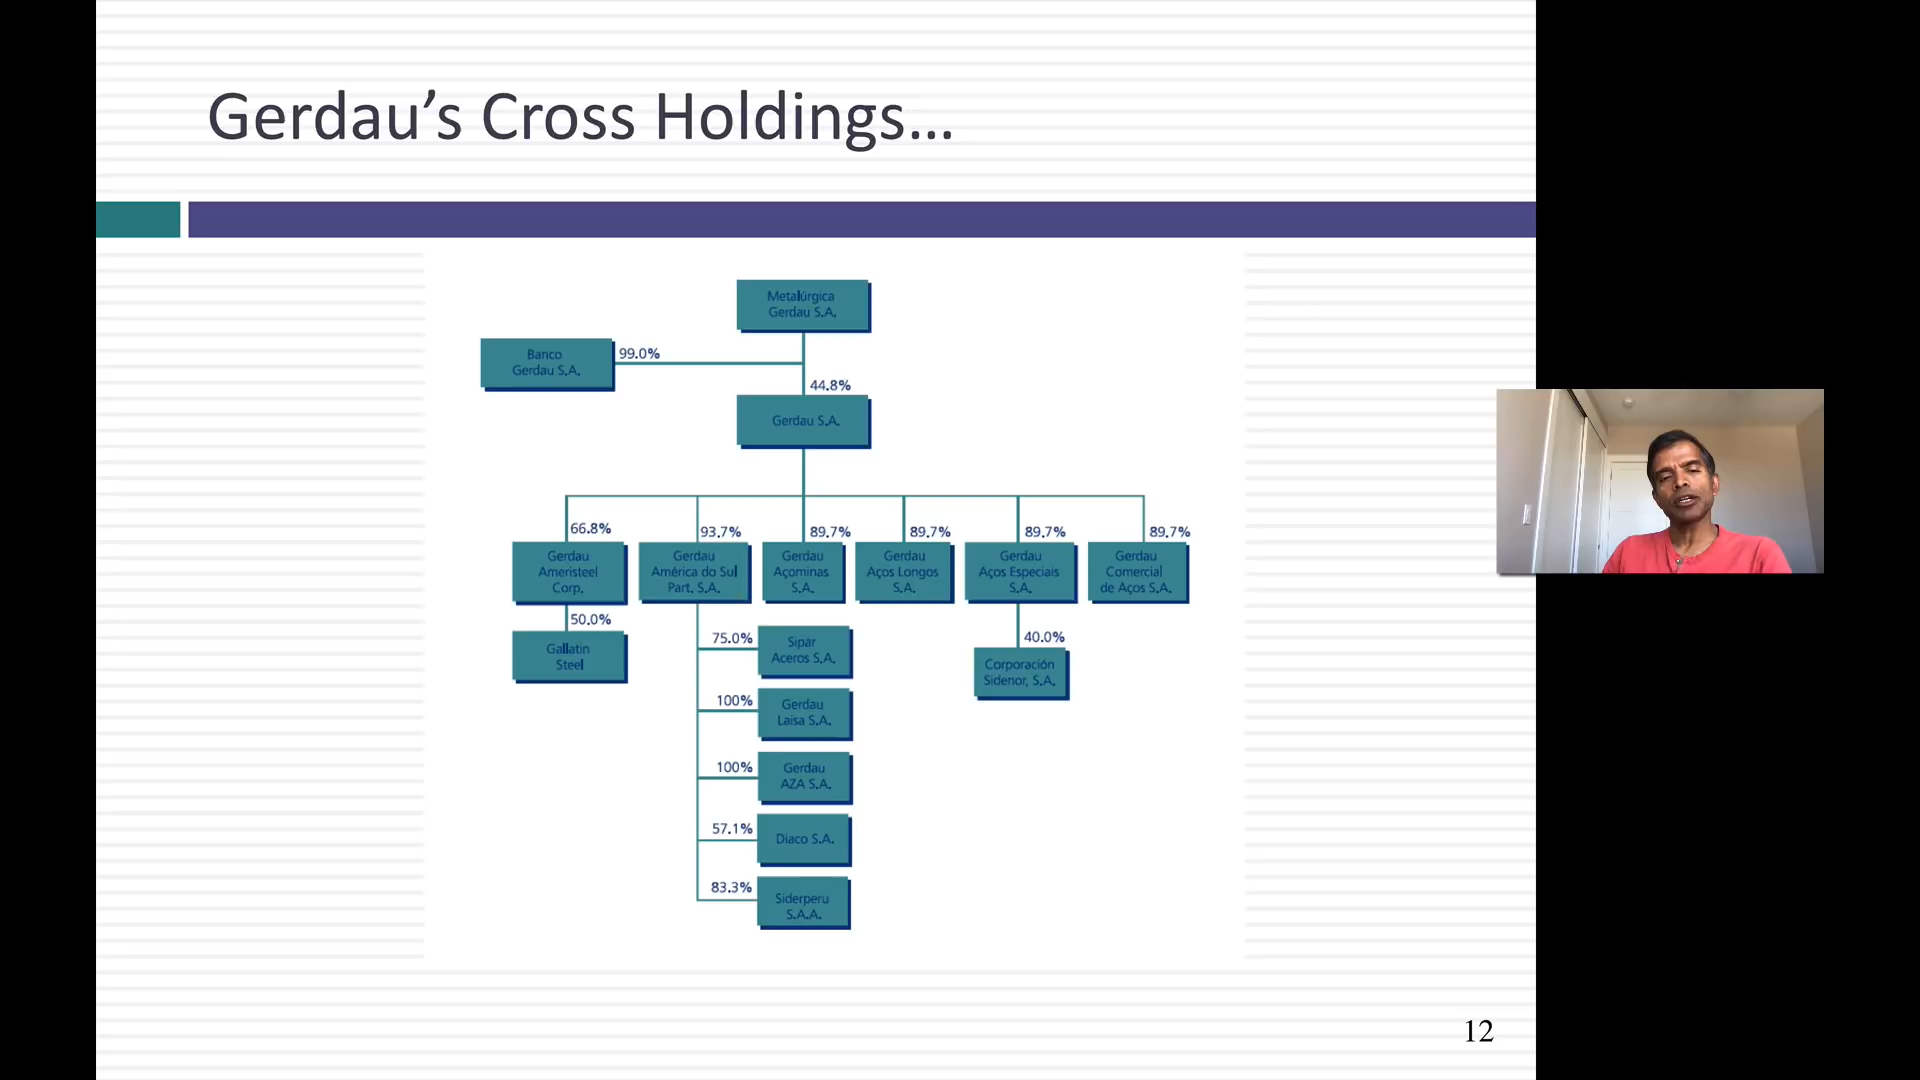 Gerdau’s Cross Holdings…
Metalúrgica
Gerdau S.A.
Banco
Gerdau S.A.
99.0%
44.8%
Gerdau S.A.
66.8%
93.7%
89.7%
89.7%
89.7%
89.7%
Gerdau
Ameristeel
Corp.
Gerdau
América do Sul
Part. S.A.
Gerdau
Açominas
S.A.
Gerdau
Aços Longos
S.A.
Gerdau
Aços Especiais
S.A.
Gerdau
Comercial
de Aços S.A.
50.0%
Gallatin
Steel
75.0%
Sipar
Aceros S.A.
40.0%
Corporación
Sidenor, S.A.
100%
Gerdau
Laisa S.A.
100%
Gerdau
AZA S.A.
57.1%
Diaco S.A.
83.3%
Siderperu
S.A.A.
12